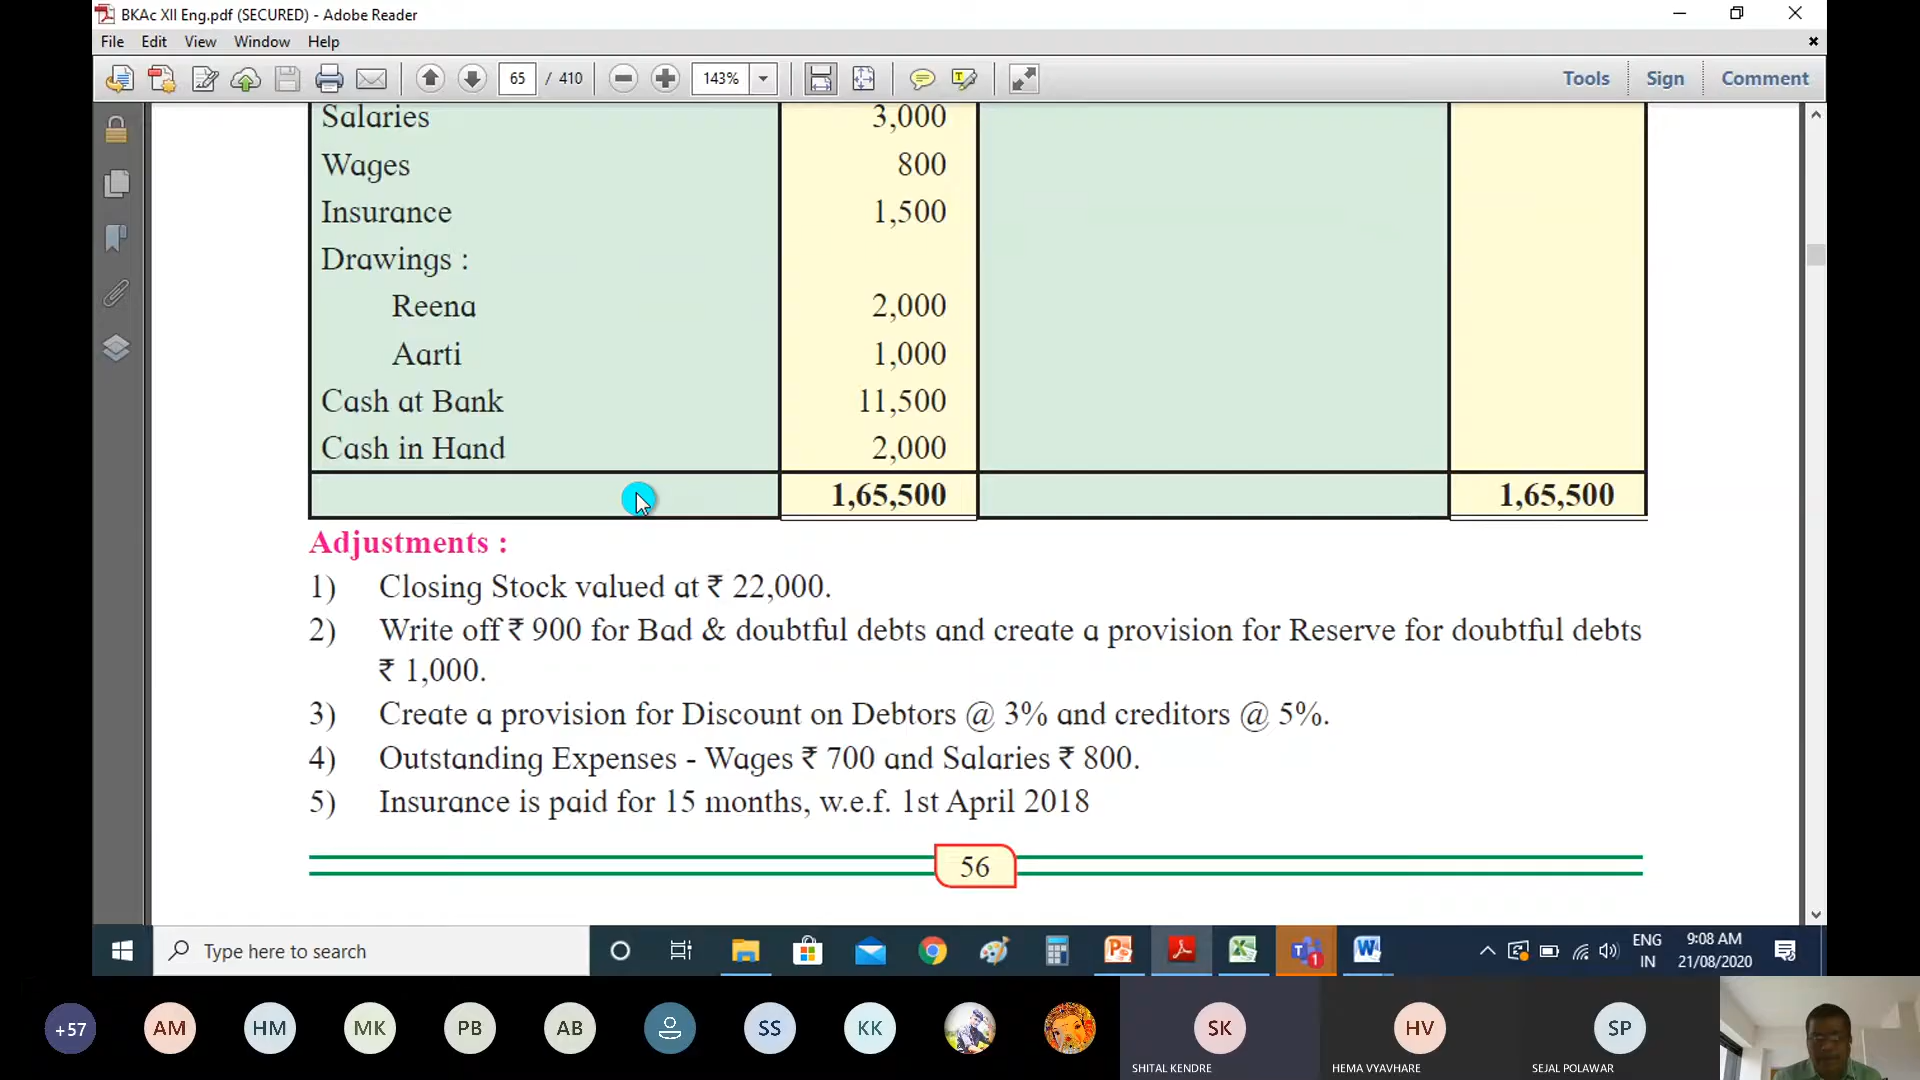 BKAc XII Eng.pdf (SECURED) - Adobe Reader
File Edit View Window Help
65 / 410 143% Tools Sign Comment
Salaries 3,000
Wages 800
Insurance 1,500
Drawings :
Reena 2,000
Aarti 1,000
Cash at Bank 11,500
Cash in Hand 2,000
1,65,500 1,65,500
Adjustments :
1) Closing Stock valued at ₹ 22,000.
2) Write off ₹ 900 for Bad & doubtful debts and create a provision for Reserve for doubtful debts
₹ 1,000.
3) Create a provision for Discount on Debtors @ 3% and creditors @ 5%.
4) Outstanding Expenses - Wages ₹ 700 and Salaries ₹ 800.
5) Insurance is paid for 15 months, w.e.f. 1st April 2018
56
Type here to search
ENG 9:08 AM
IN 21/08/2020
+57 AM HM MK PB AB SS KK SK HV SP
SHITAL KENDRE HEMA VYAVHARE SEJAL POLAWAR